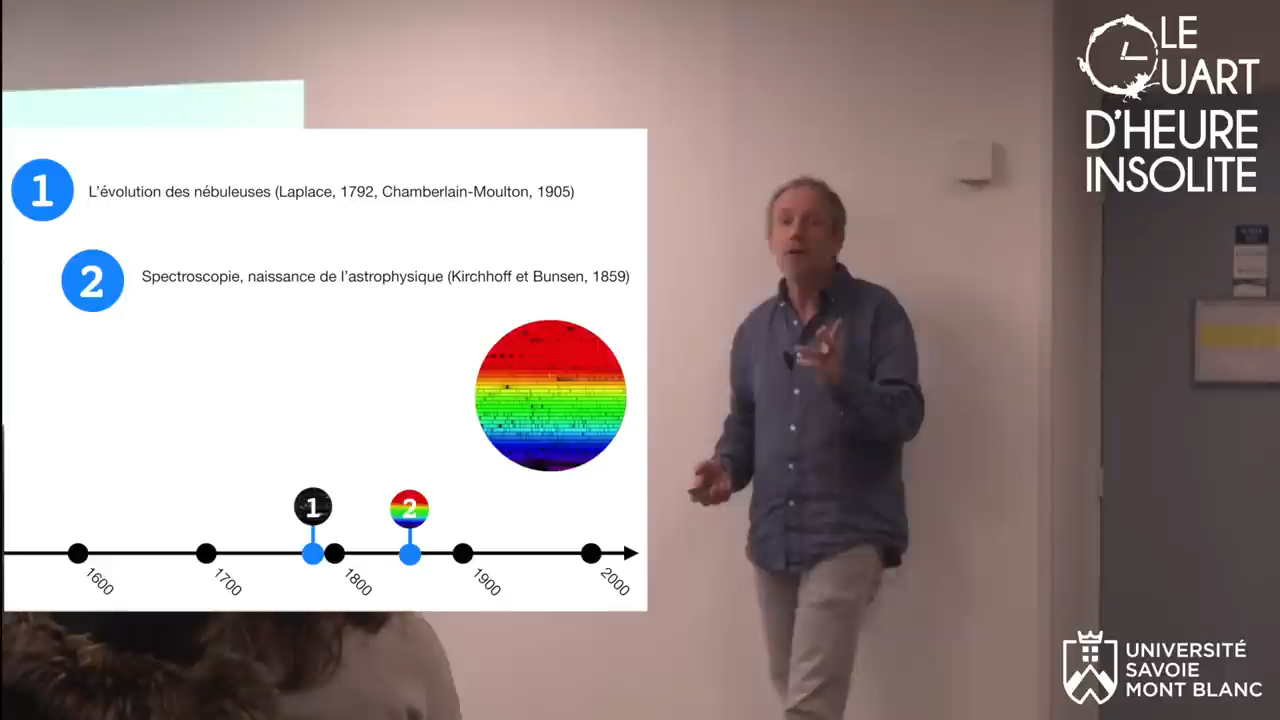 LE
QUART
D'HEURE
INSOLITE
1 L'évolution des nébuleuses (Laplace, 1792, Chamberlain-Moulton, 1905)
2 Spectroscopie, naissance de l'astrophysique (Kirchhoff et Bunsen, 1859)
1 2
1600 1700 1800 1900 2000
UNIVERSITÉ
SAVOIE
MONT BLANC